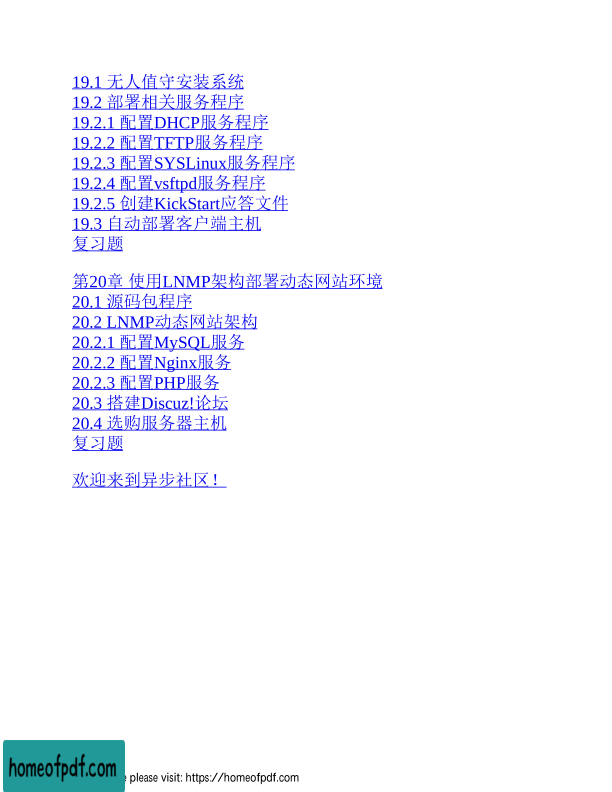 19.1 无人值守安装系统
19.2 部署相关服务程序
19.2.1 配置DHCP服务程序
19.2.2 配置TFTP服务程序
19.2.3 配置SYSLinux服务程序
19.2.4 配置vsftpd服务程序
19.2.5 创建KickStart应答文件
19.3 自动部署客户端主机
复习题
第20章 使用LNMP架构部署动态网站环境
20.1 源码包程序
20.2 LNMP动态网站架构
20.2.1 配置MySQL服务
20.2.2 配置Nginx服务
20.2.3 配置PHP服务
20.3 搭建Discuz!论坛
20.4 选购服务器主机
复习题
欢迎来到异步社区！
homeofpdf.com
please visit: https://homeofpdf.com